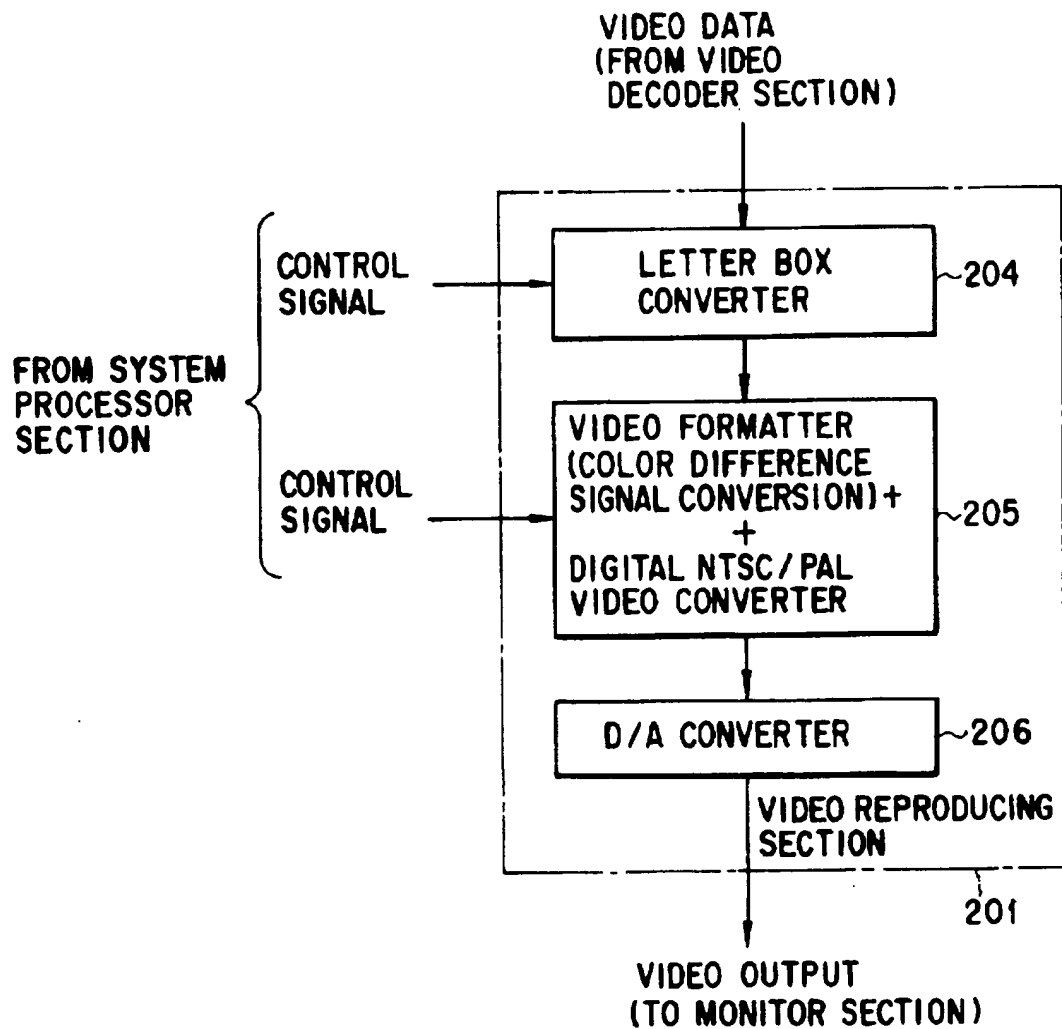 VIDEO DATA
(FROM VIDEO
DECODER SECTION)
CONTROL
SIGNAL
LETTER BOX
CONVERTER
204
FROM SYSTEM
PROCESSOR
SECTION
CONTROL
SIGNAL
VIDEO FORMATTER
(COLOR DIFFERENCE
SIGNAL CONVERSION)+
+
DIGITAL NTSC/PAL
VIDEO CONVERTER
205
D/A CONVERTER
206
VIDEO REPRODUCING
SECTION
201
VIDEO OUTPUT
(TO MONITOR SECTION)